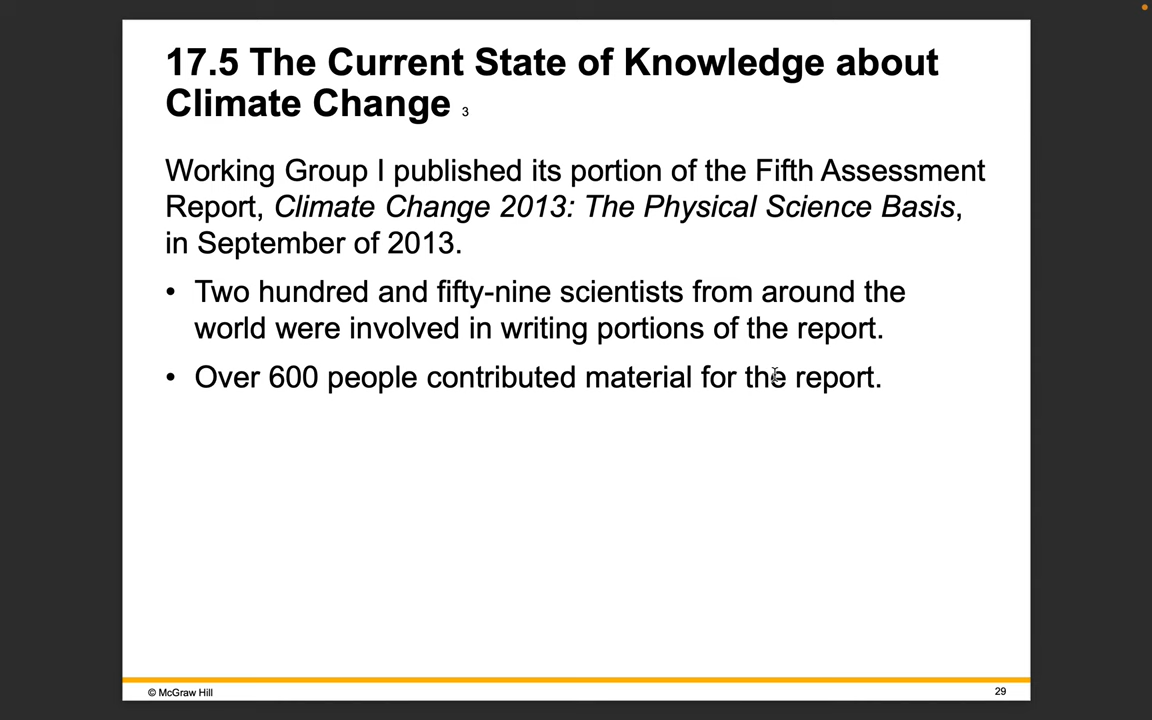 17.5 The Current State of Knowledge about
Climate Change 3
Working Group I published its portion of the Fifth Assessment
Report, Climate Change 2013: The Physical Science Basis,
in September of 2013.
• Two hundred and fifty-nine scientists from around the
world were involved in writing portions of the report.
• Over 600 people contributed material for the report.
© McGraw Hill
29